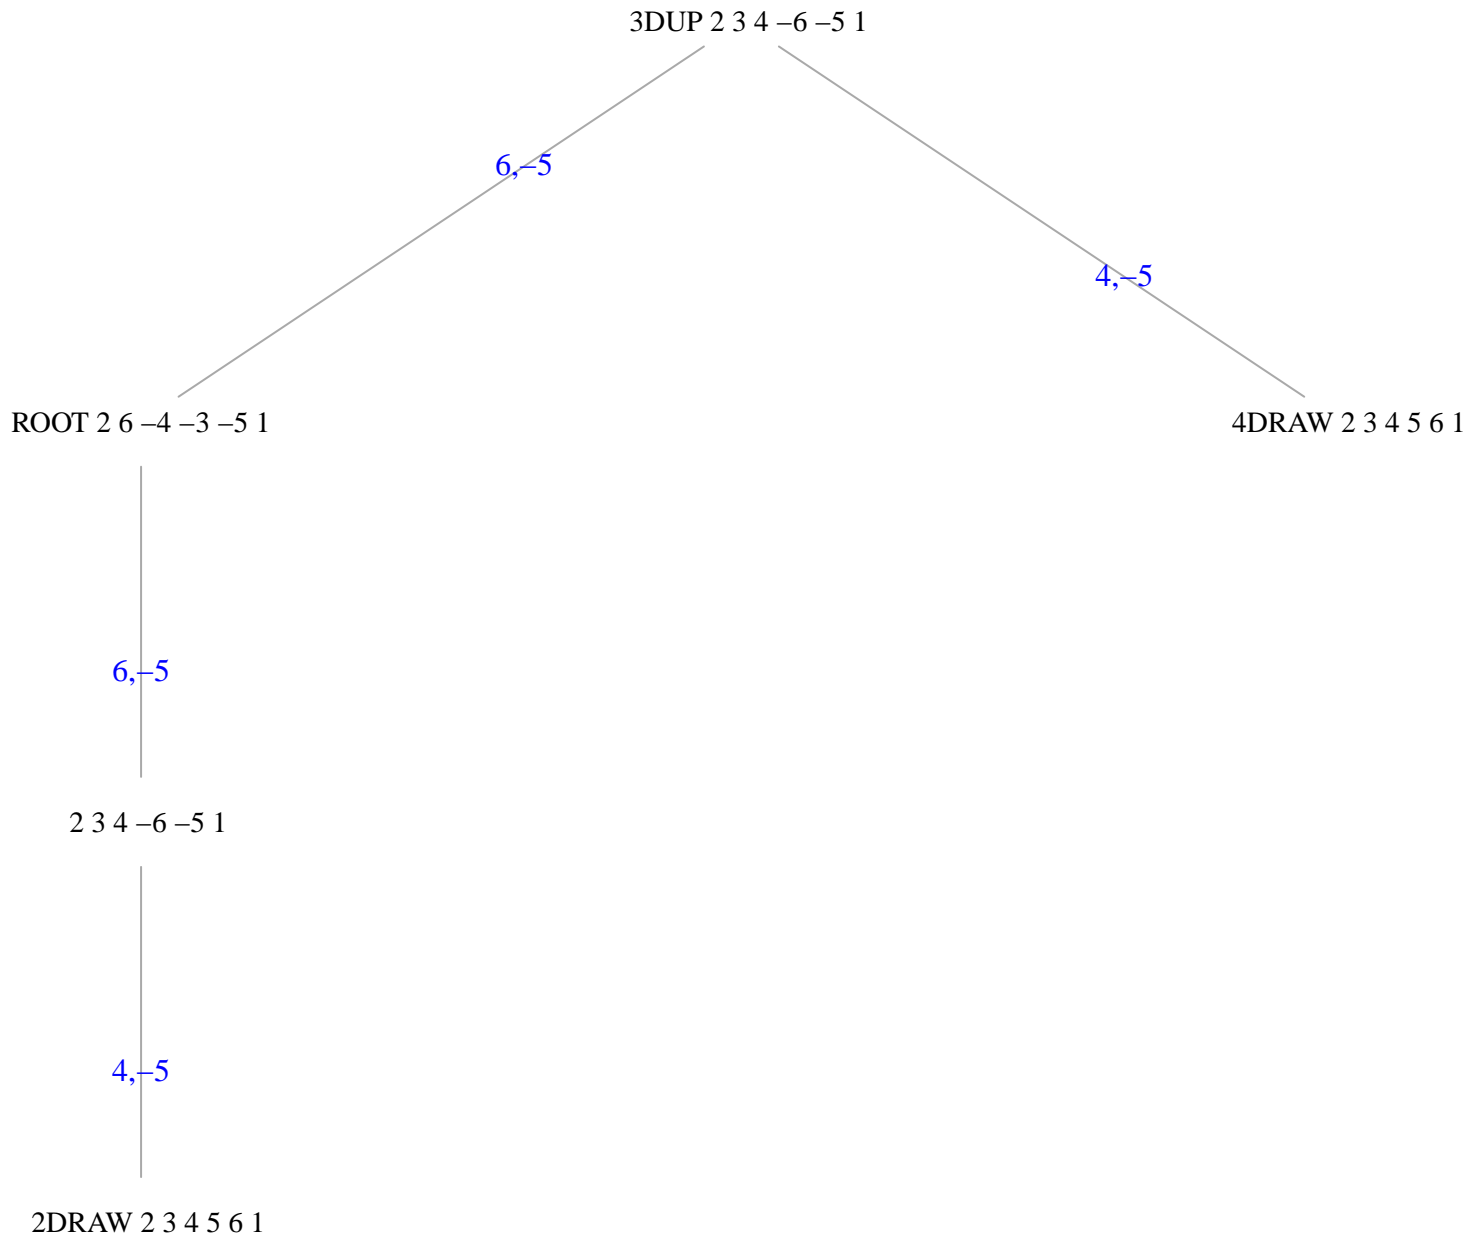 3DUP 2 3 4 –6 –5 1
6,–5
4,–5
ROOT 2 6 –4 –3 –5 1
4DRAW 2 3 4 5 6 1
6,–5
2 3 4 –6 –5 1
4,–5
2DRAW 2 3 4 5 6 1